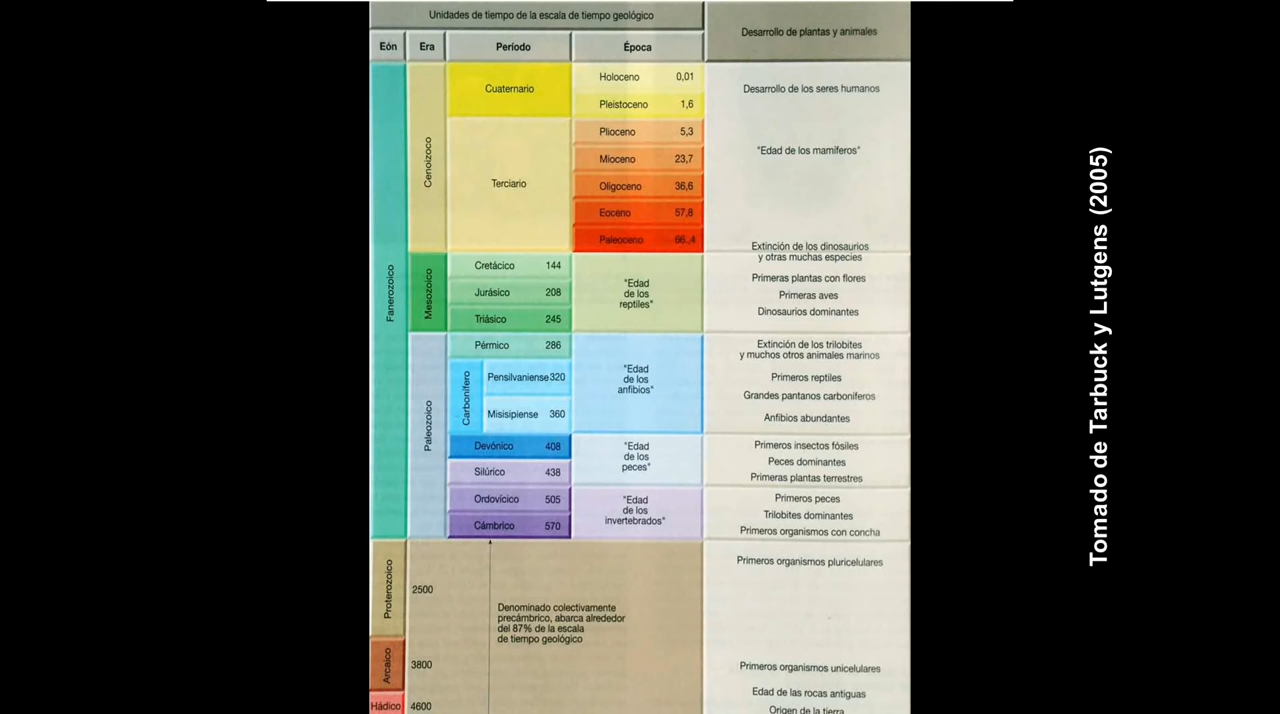 Unidades de tiempo de la escala de tiempo geológico
Desarrollo de plantas y animales
Eón
Era
Período
Época
Fanerozoico
Cenoizoco
Cuaternario
Holoceno 0,01
Pleistoceno 1,6
Desarrollo de los seres humanos
Terciario
Plioceno 5,3
Mioceno 23,7
Oligoceno 36,6
Eoceno 57,8
Paleoceno 66,,4
"Edad de los mamíferos"
Extinción de los dinosaurios
y otras muchas especies
Mesozoico
Cretácico 144
Jurásico 208
Triásico 245
"Edad
de los
reptiles"
Primeras plantas con flores
Primeras aves
Dinosaurios dominantes
Paleozoico
Pérmico 286
Carbonífero
Pensilvaniense 320
Misisipiense 360
"Edad
de los
anfibios"
Extinción de los trilobites
y muchos otros animales marinos
Primeros reptiles
Grandes pantanos carboníferos
Anfibios abundantes
Devónico 408
Silúrico 438
"Edad
de los
peces"
Primeros insectos fósiles
Peces dominantes
Primeras plantas terrestres
Ordovícico 505
Cámbrico 570
"Edad
de los
invertebrados"
Primeros peces
Trilobites dominantes
Primeros organismos con concha
Proterozoico
2500
Arcaico
3800
Hádico
4600
Denominado colectivamente
precámbrico, abarca alrededor
del 87% de la escala
de tiempo geológico
Primeros organismos pluricelulares
Primeros organismos unicelulares
Edad de las rocas antiguas
Origen de la tierra
Tomado de Tarbuck y Lutgens (2005)